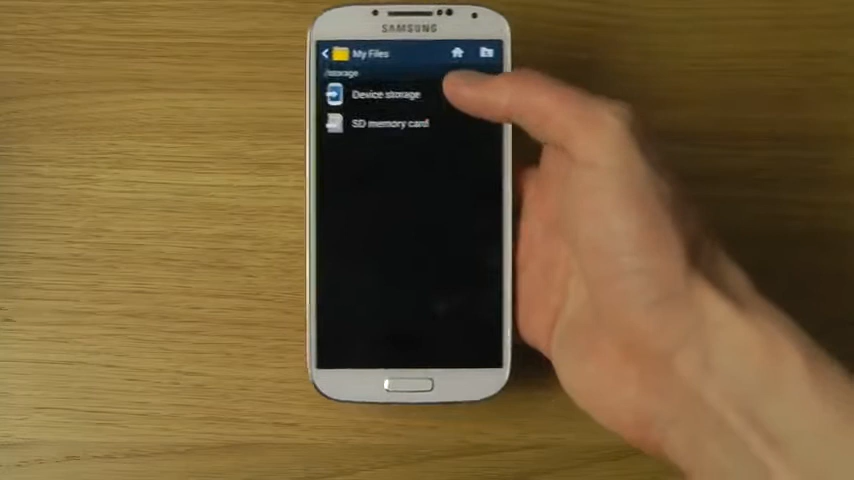 SAMSUNG
My Files
/storage
Device storage
SD memory card